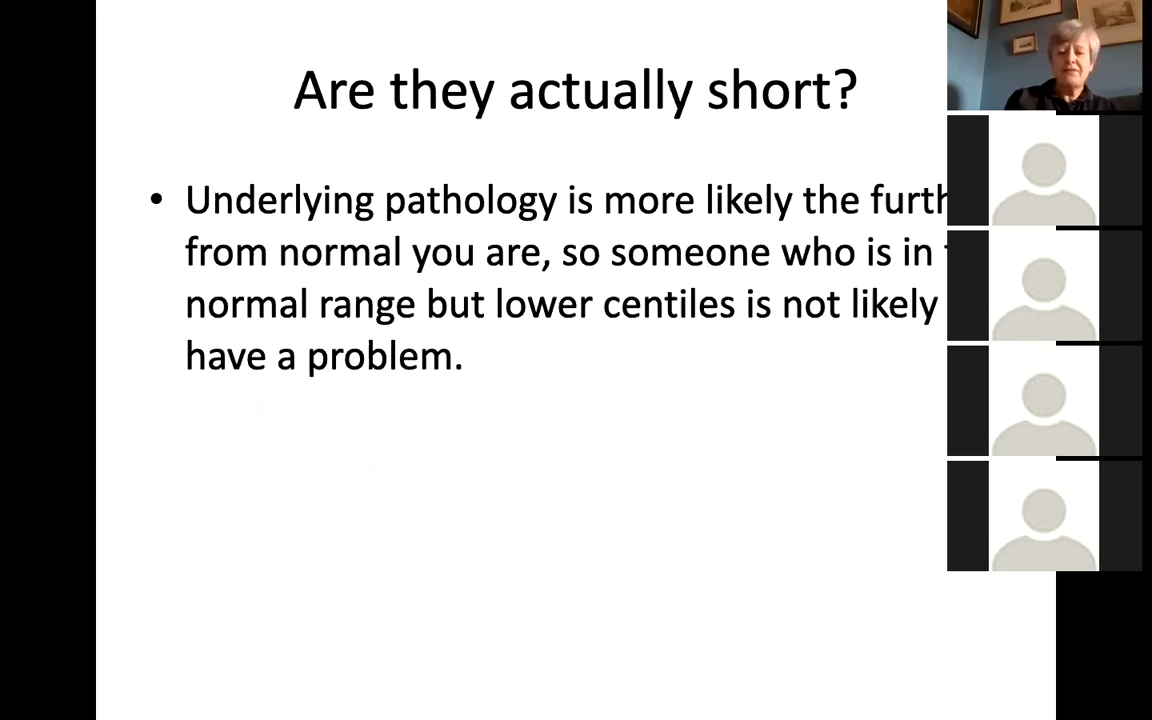 Are they actually short?
• Underlying pathology is more likely the
from normal you are, so someone who is in
normal range but lower centiles is not likely
have a problem.